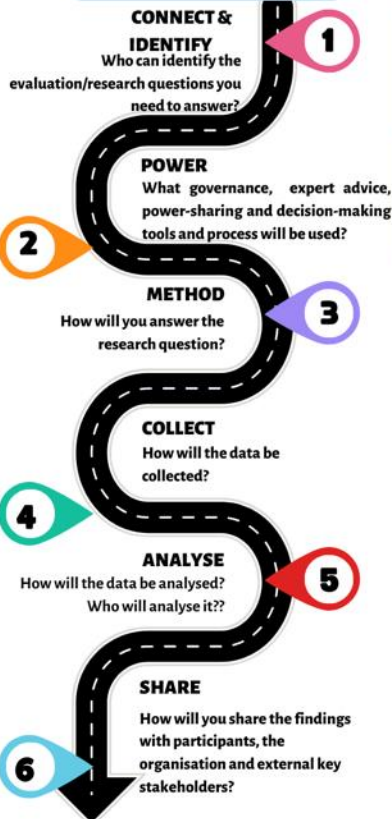 CONNECT &
IDENTIFY
Who can identify the
evaluation/research questions you
need to answer?
1
POWER
What governance, expert advice,
power-sharing and decision-making
tools and process will be used?
2
METHOD
How will you answer the
research question?
3
COLLECT
How will the data be
collected?
4
ANALYSE
How will the data be analysed?
Who will analyse it??
5
SHARE
How will you share the findings
with participants, the
organisation and external key
stakeholders?
6